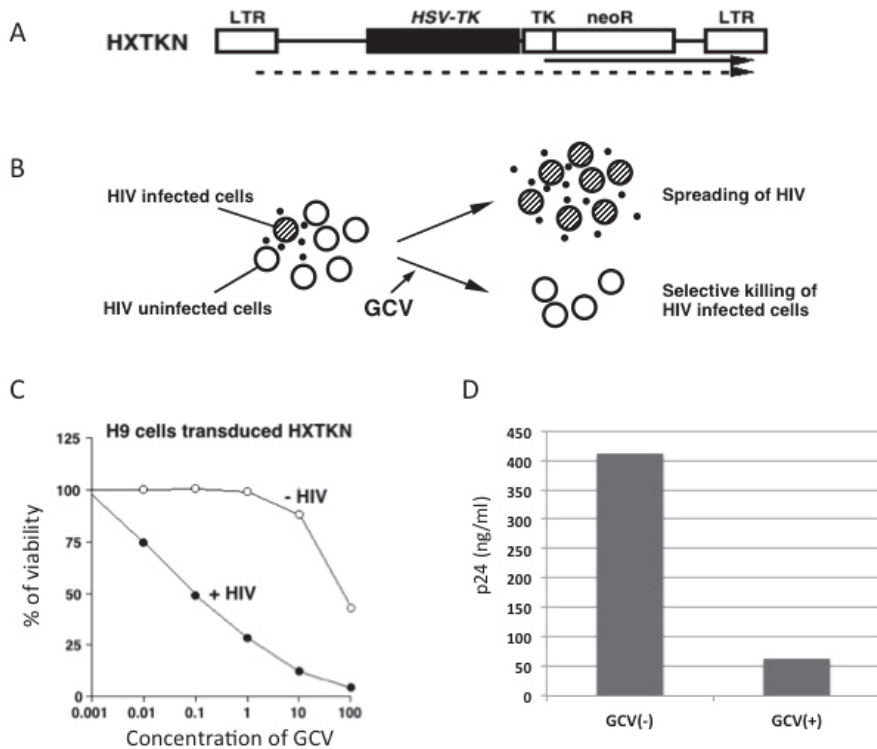 A
HXTKN
LTR HSV-TK TK neoR LTR
B
HIV infected cells
HIV uninfected cells
GCV
Spreading of HIV
Selective killing of
HIV infected cells
C
H9 cells transduced HXTKN
% of viability
125
100
75
50
25
0
- HIV
+ HIV
0.001 0.01 0.1 1 10 100
Concentration of GCV
D
p24 (ng/ml)
450
400
350
300
250
200
150
100
50
0
GCV(-) GCV(+)